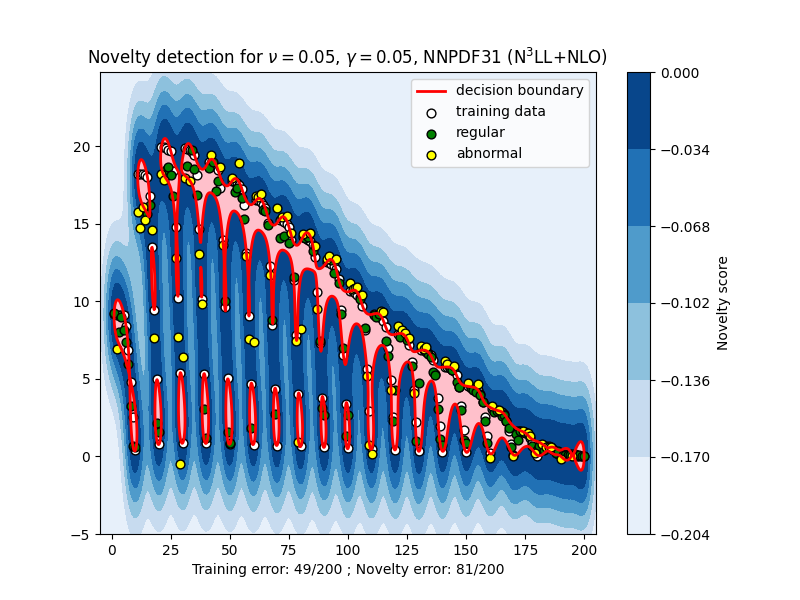 Novelty detection for ν = 0.05, γ = 0.05, NNPDF31 (N³LL+NLO)
decision boundary
training data
regular
abnormal
20
15
10
5
0
−5
0 25 50 75 100 125 150 175 200
Training error: 49/200 ; Novelty error: 81/200
0.000
−0.034
−0.068
−0.102
−0.136
−0.170
−0.204
Novelty score